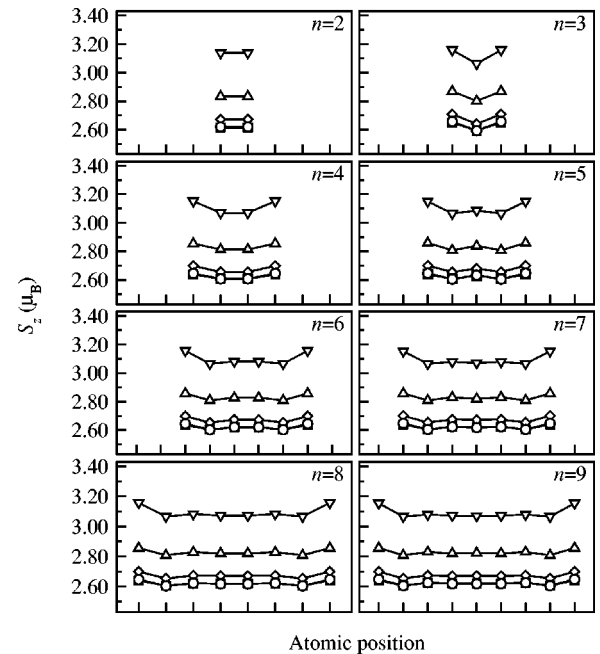 3.40 n=2 n=3
3.20
3.00
2.80
2.60
3.40 n=4 n=5
3.20
3.00
2.80
2.60
S_z (μ_B)
3.40 n=6 n=7
3.20
3.00
2.80
2.60
3.40 n=8 n=9
3.20
3.00
2.80
2.60
Atomic position